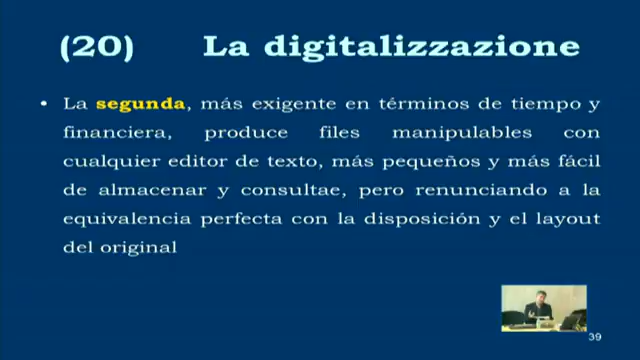 (20) La digitalizzazione
• La segunda, más exigente en términos de tiempo y
financiera, produce files manipulables con
cualquier editor de texto, más pequeños y más fácil
de almacenar y consultae, pero renunciando a la
equivalencia perfecta con la disposición y el layout
del original
39